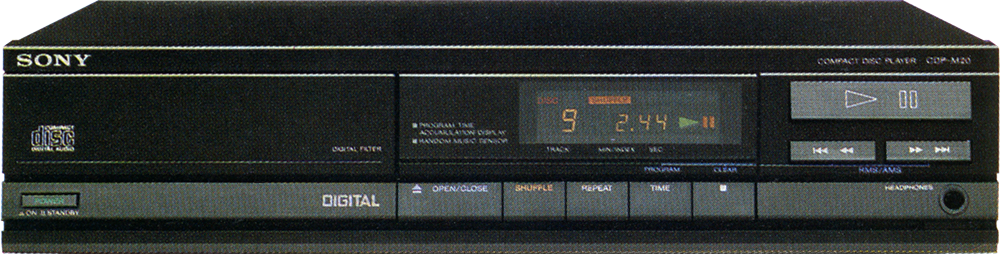 SONY
COMPACT DISC PLAYER CDP-M20
COMPACT
disc
DIGITAL AUDIO
DIGITAL FILTER
PROGRAM TIME
ACCUMULATION DISPLAY
RANDOM MUSIC SENSOR
DISC SHUFFLE
9 2.44
TRACK MIN/INDEX SEC
PROGRAM CLEAR
RMS/AMS
POWER
ON STANDBY
DIGITAL
OPEN/CLOSE SHUFFLE REPEAT TIME
HEADPHONES